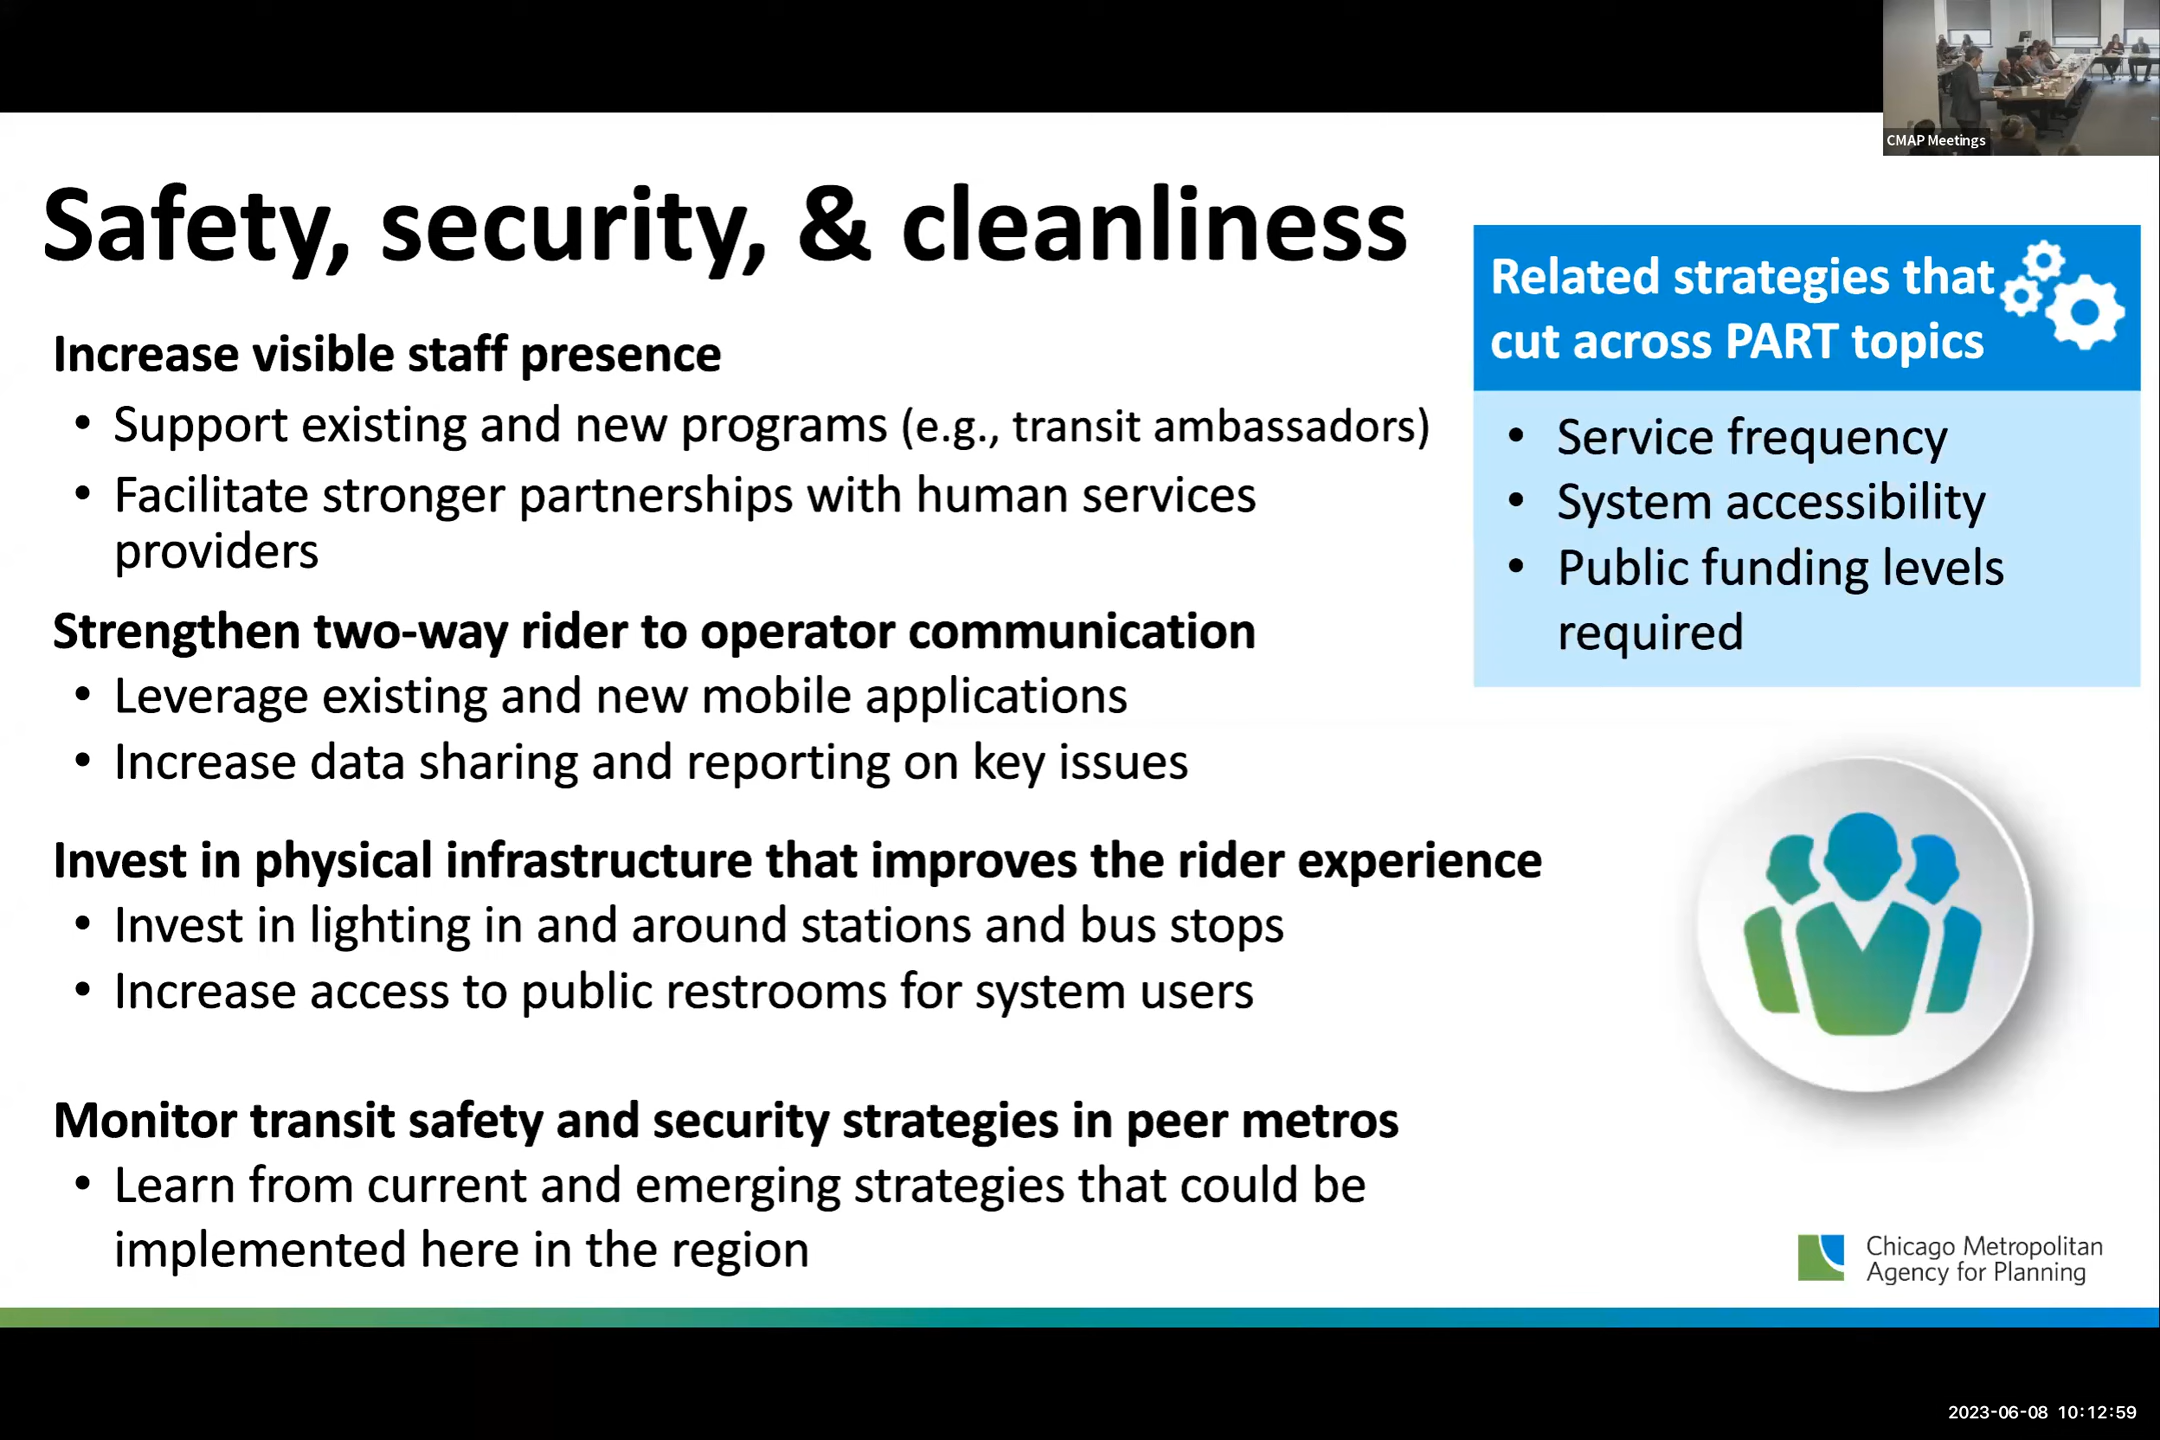 CMAP Meetings
Safety, security, & cleanliness
Increase visible staff presence
• Support existing and new programs (e.g., transit ambassadors)
• Facilitate stronger partnerships with human services
providers
Strengthen two-way rider to operator communication
• Leverage existing and new mobile applications
• Increase data sharing and reporting on key issues
Invest in physical infrastructure that improves the rider experience
• Invest in lighting in and around stations and bus stops
• Increase access to public restrooms for system users
Monitor transit safety and security strategies in peer metros
• Learn from current and emerging strategies that could be
implemented here in the region
Related strategies that
cut across PART topics
• Service frequency
• System accessibility
• Public funding levels
required
Chicago Metropolitan
Agency for Planning
2023-06-08 10:12:59